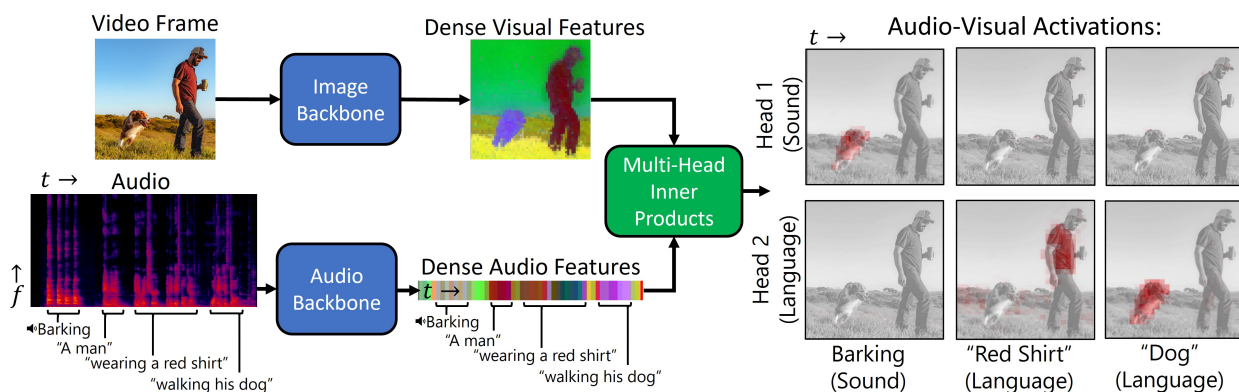 Video Frame
Dense Visual Features
Audio-Visual Activations:
t →
Image
Backbone
Head 1
(Sound)
Multi-Head
Inner
Products
t →
Audio
f →
Audio
Backbone
Dense Audio Features
t →
Barking
"A man"
"wearing a red shirt"
"walking his dog"
Barking
"A man"
"wearing a red shirt"
"walking his dog"
Head 2
(Language)
Barking
(Sound)
"Red Shirt"
(Language)
"Dog"
(Language)